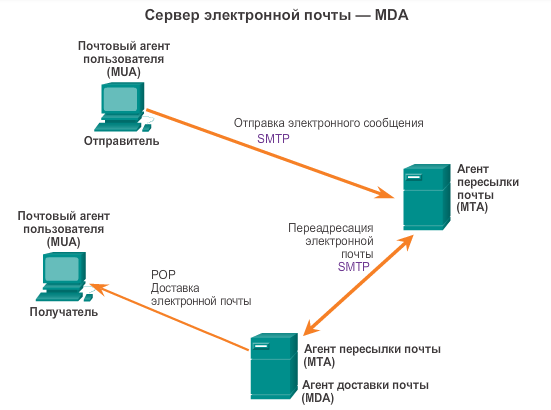 Сервер электронной почты — MDA
Почтовый агент
пользователя
(MUA)
Отправитель
Отправка электронного сообщения
SMTP
Агент
пересылки
почты
(MTA)
Почтовый агент
пользователя
(MUA)
Получатель
Переадресация
электронной
почты
SMTP
POP
Доставка
электронной почты
Агент пересылки почты
(MTA)
Агент доставки почты
(MDA)